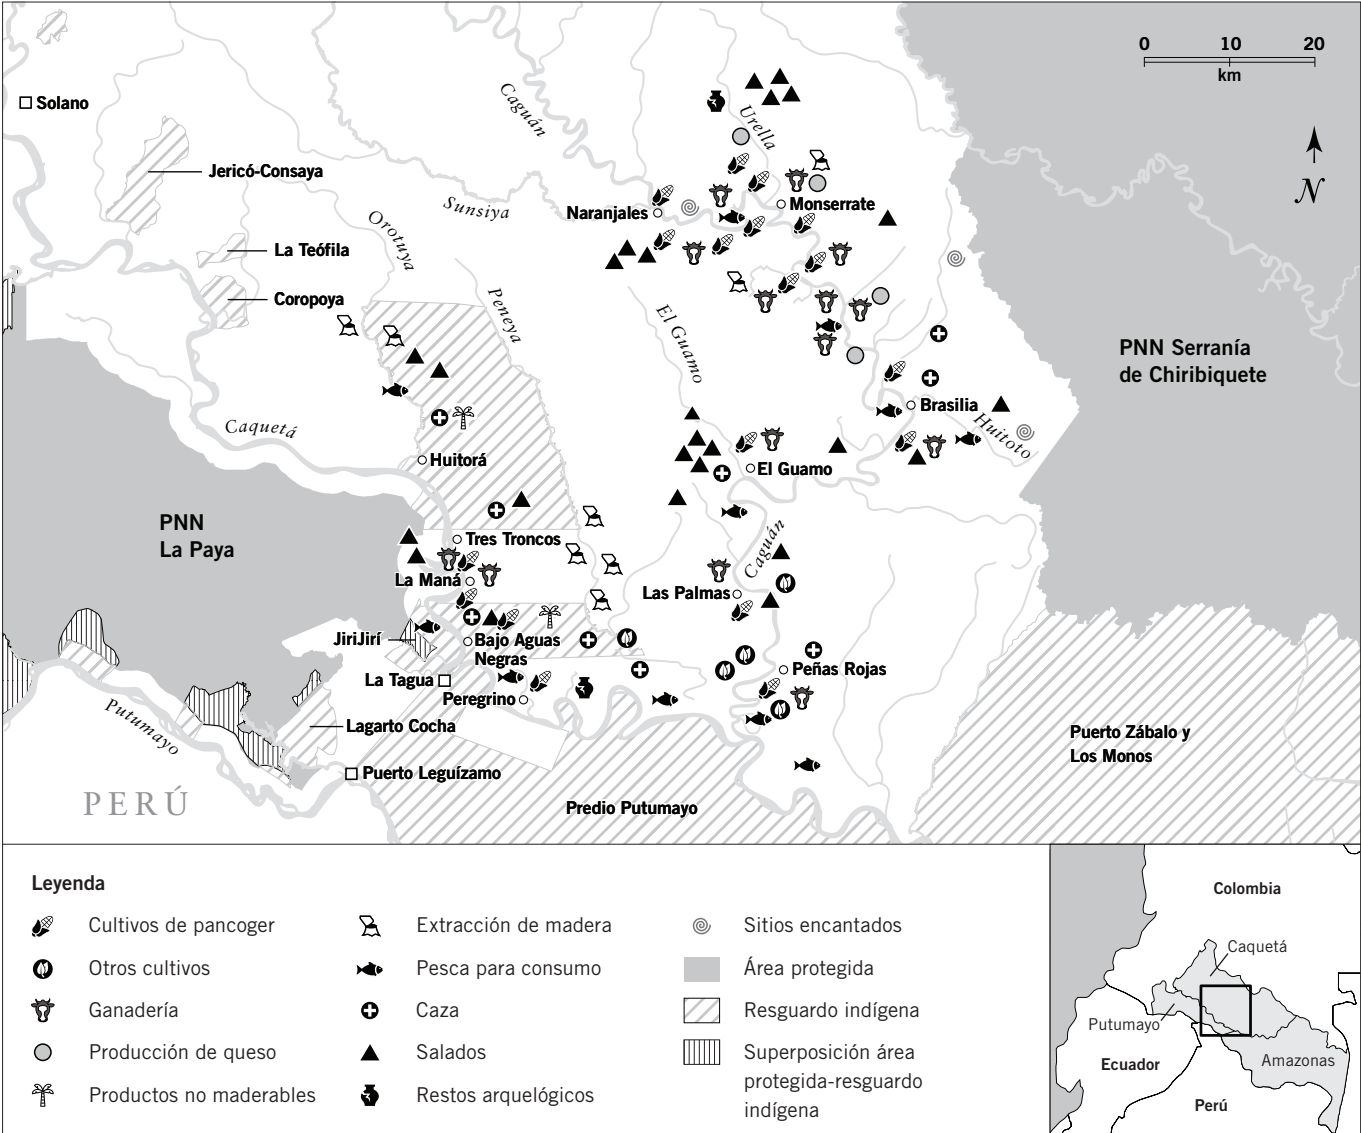 0 10 20
km
N
Solano
Caguán
Urella
Jericó-Consaya
Sunsiya
Naranjales
Monserrate
Orotuya
La Teófila
Coropoya
Peneya
El Guamo
PNN Serranía
de Chiribiquete
Brasilia
Huitoto
Caquetá
Huitorá
El Guamo
PNN
La Paya
Tres Troncos
Caguán
La Maná
Las Palmas
JiriJirí
Bajo Aguas
Negras
La Tagua
Peñas Rojas
Peregrino
Putumayo
Lagarto Cocha
Puerto Zábalo y
Los Monos
Puerto Leguízamo
PERÚ
Predio Putumayo
Leyenda
Cultivos de pancoger
Otros cultivos
Ganadería
Producción de queso
Productos no maderables
Extracción de madera
Pesca para consumo
Caza
Salados
Restos arquelógicos
Sitios encantados
Área protegida
Resguardo indígena
Superposición área
protegida-resguardo
indígena
Colombia
Caquetá
Putumayo
Ecuador
Amazonas
Perú